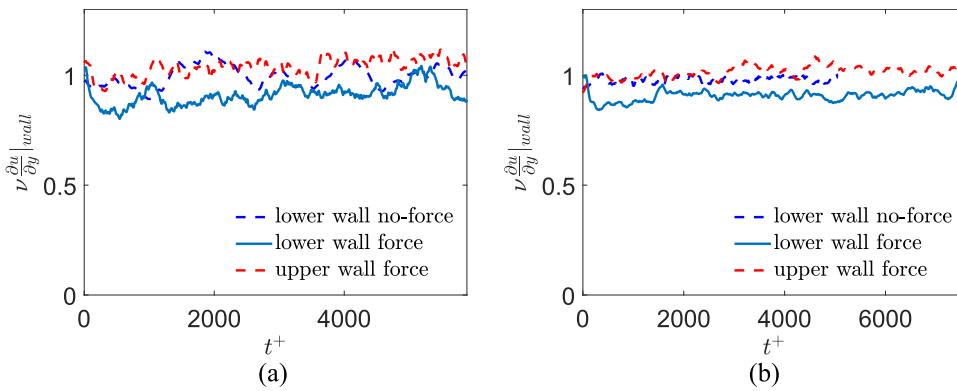 1
0.5
0
ν ∂u/∂y |wall
lower wall no-force
lower wall force
upper wall force
0 2000 4000
t+
(a)
1
0.5
0
ν ∂u/∂y |wall
lower wall no-force
lower wall force
upper wall force
0 2000 4000 6000
t+
(b)